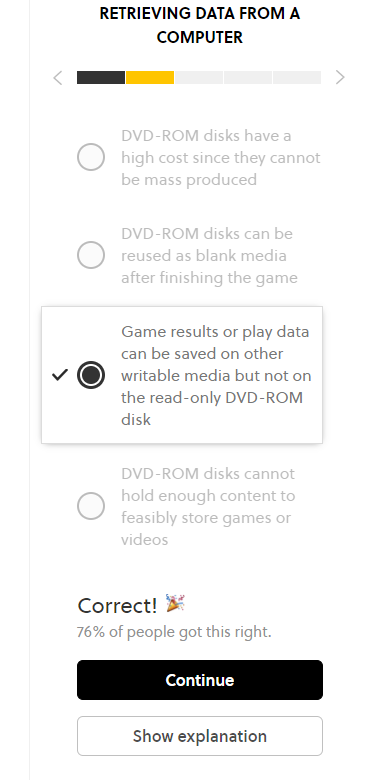 RETRIEVING DATA FROM A
COMPUTER
DVD-ROM disks have a
high cost since they cannot
be mass produced
DVD-ROM disks can be
reused as blank media
after finishing the game
Game results or play data
can be saved on other
writable media but not on
the read-only DVD-ROM
disk
DVD-ROM disks cannot
hold enough content to
feasibly store games or
videos
Correct! 🎉
76% of people got this right.
Continue
Show explanation